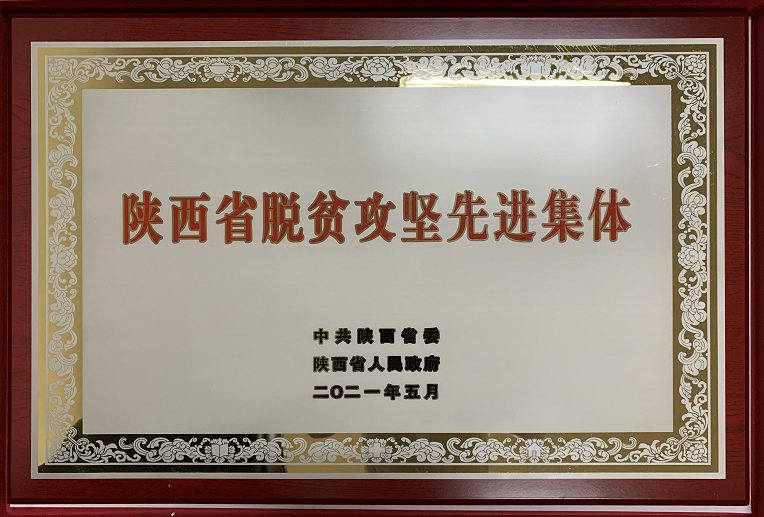 陕西省脱贫攻坚先进集体
中共陕西省委
陕西省人民政府
二〇二一年五月